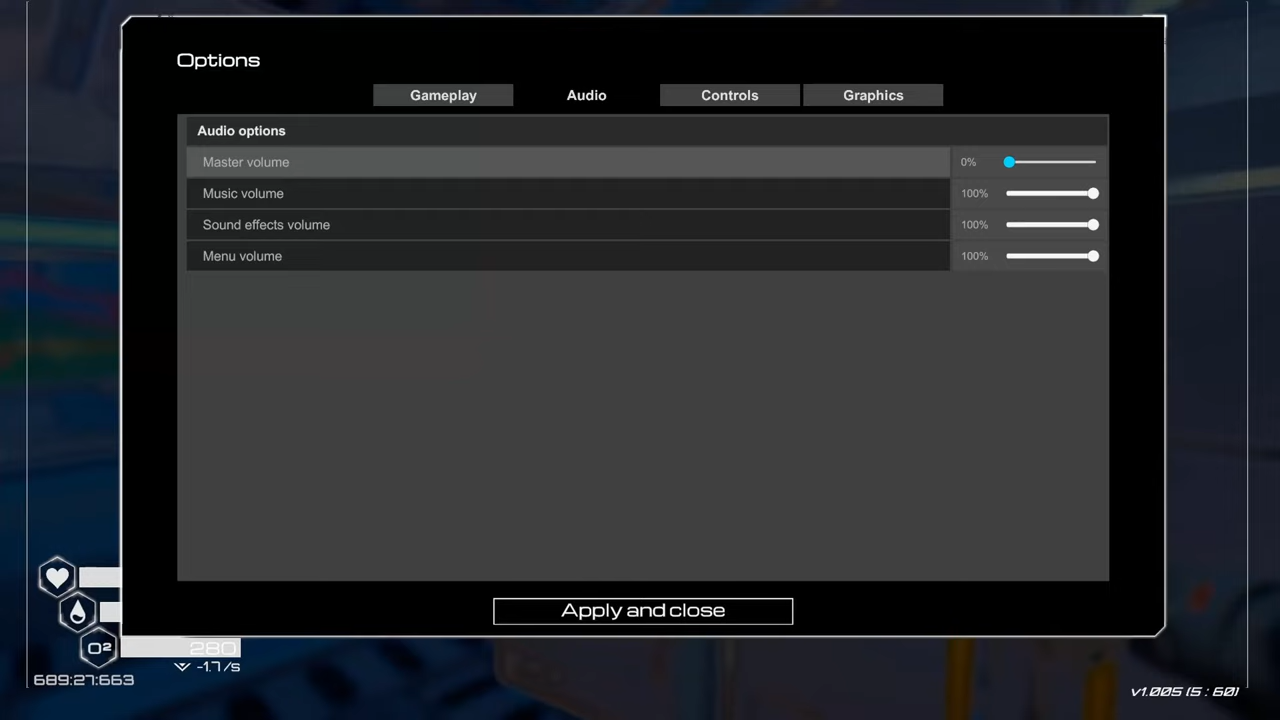 Options
Gameplay Audio Controls Graphics
Audio options
Master volume 0%
Music volume 100%
Sound effects volume 100%
Menu volume 100%
Apply and close
O2 280
-1.7/s
689:27:663
v1.005 (5 : 60)